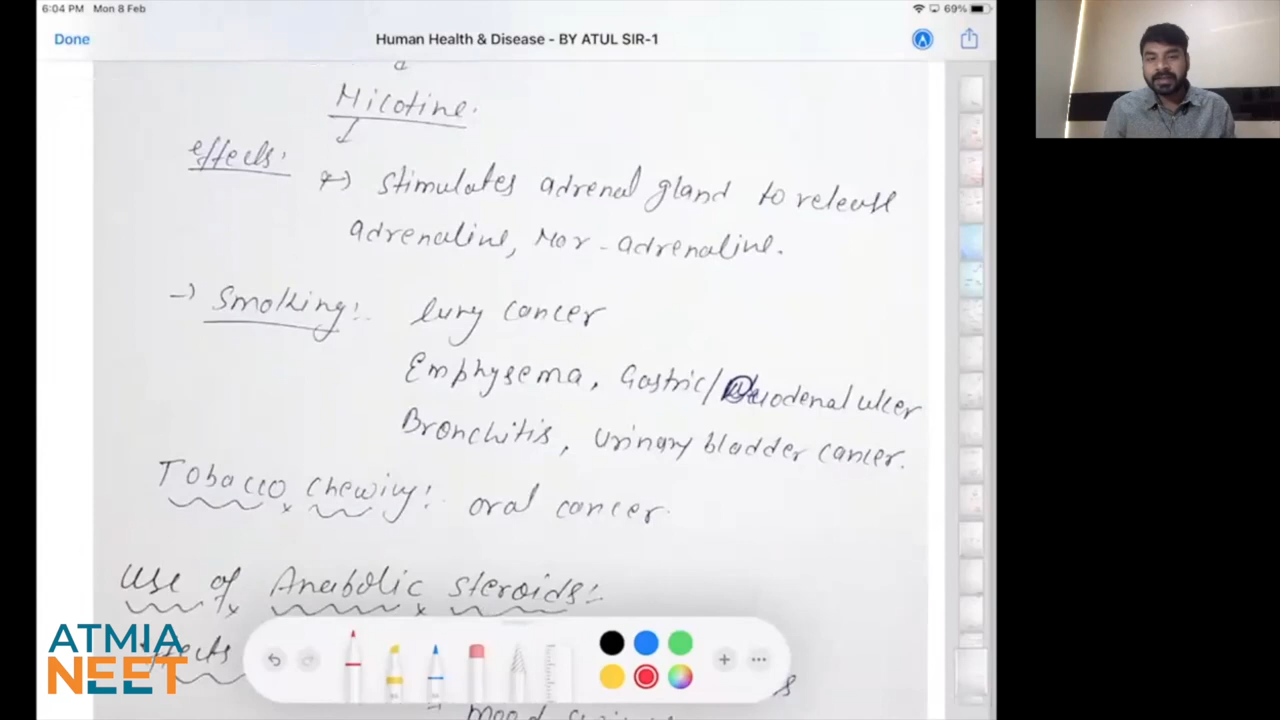 6:04 PM Mon 8 Feb
69%
Done
Human Health & Disease - BY ATUL SIR-1
Nicotine.
effects:
stimulates adrenal gland to release
adrenaline, Nor-adrenaline.
→ Smoking:- lung cancer
Emphysema, Gastric/Duodenal ulcer
Bronchitis, Urinary bladder cancer.
Tobacco chewing:- oral cancer.
Use of Anabolic steroids:-
effects
ATMIA
NEET